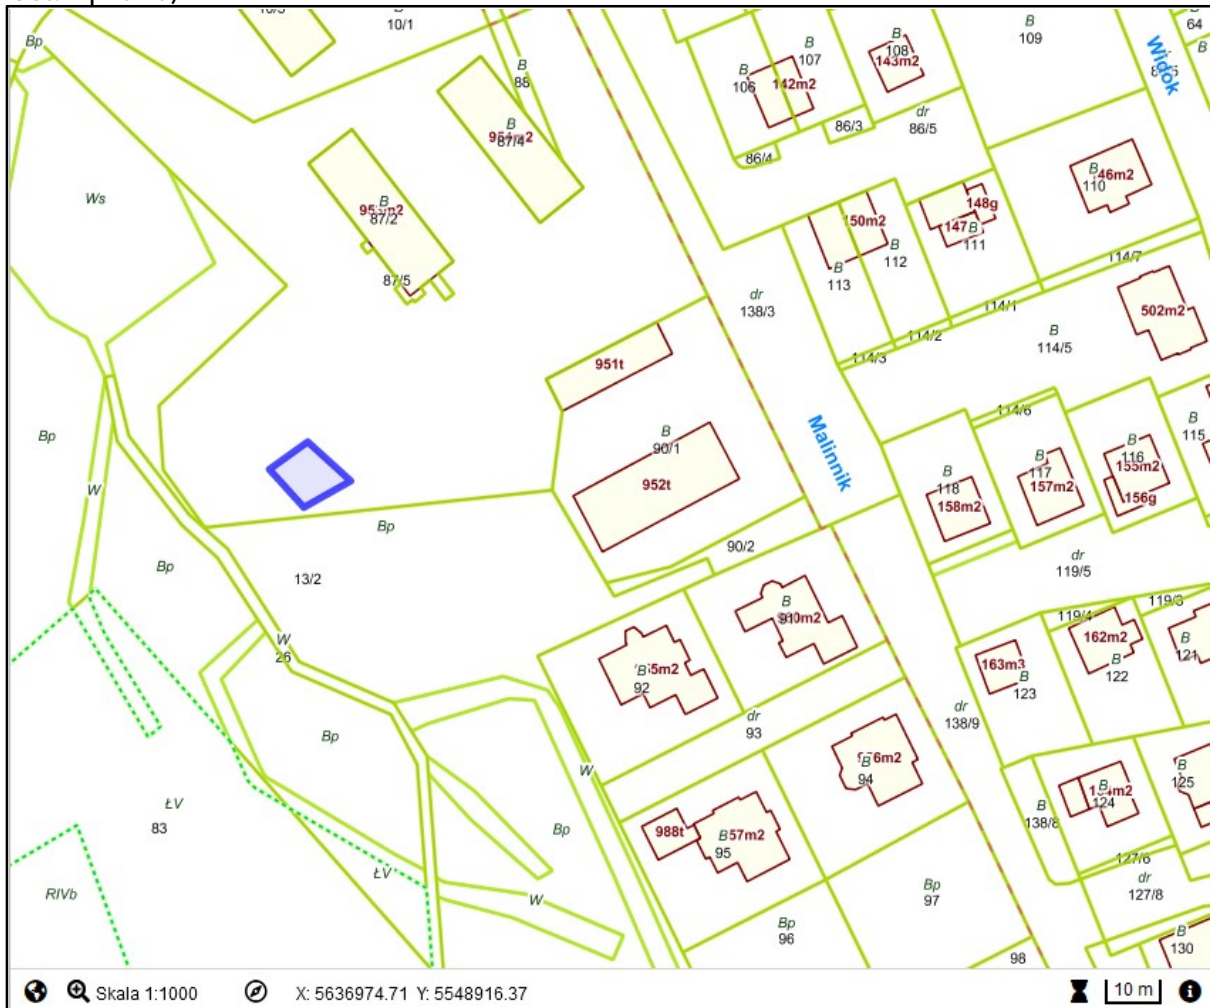 B
10/1
Bp
B
88
B
109
64
B
B
107
B
108
143m2
B
106
142m2
Widok
86/3
dr
86/5
86/4
B
87/4
Ws
B
87/2
87/5
B
110
146m2
148g
147
B
111
150m2
B
112
B
113
114/7
dr
138/3
114/1
114/2
114/3
B
114/5
502m2
951t
Malinnik
114/6
B
90/1
952t
Bp
W
B
118
158m2
B
117
157m2
B
116
155m2
156g
B
115
Bp
90/2
dr
119/5
Bp
13/2
119/4
119/3
B
91
W
26
B
92
162m2
B
122
B
121
163m3
B
123
dr
93
dr
138/9
Bp
B
94
W
ŁV
83
988t
B
95
57m2
Bp
B
138/8
B
124
B
125
127/6
dr
127/8
ŁV
RIVb
W
Bp
97
Bp
96
98
B
130
Skala 1:1000
X: 5636974.71 Y: 5548916.37
10 m